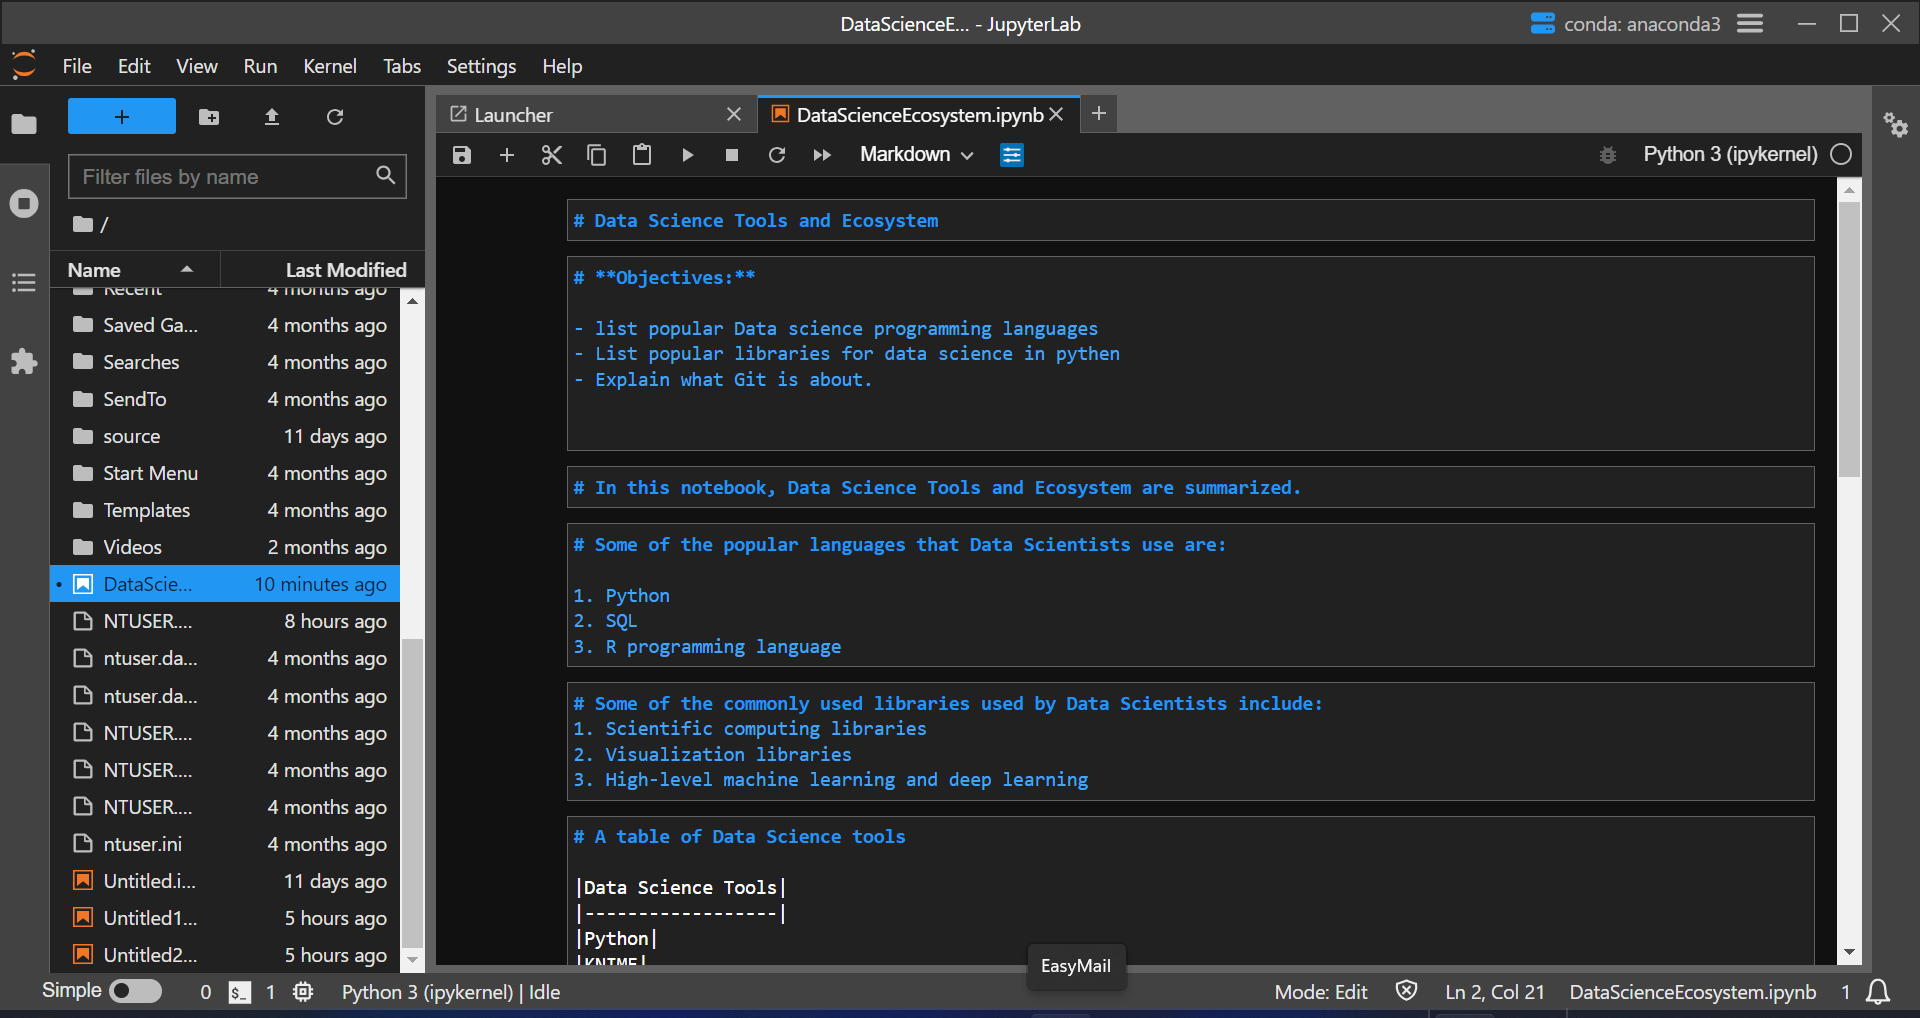 DataScienceE... - JupyterLab
conda: anaconda3
File Edit View Run Kernel Tabs Settings Help
+
Launcher
DataScienceEcosystem.ipynb
Filter files by name
Markdown
Python 3 (ipykernel)
/
Name Last Modified
Recent 4 months ago
Saved Ga... 4 months ago
Searches 4 months ago
SendTo 4 months ago
source 11 days ago
Start Menu 4 months ago
Templates 4 months ago
Videos 2 months ago
DataScie... 10 minutes ago
NTUSER.... 8 hours ago
ntuser.da... 4 months ago
ntuser.da... 4 months ago
NTUSER.... 4 months ago
NTUSER.... 4 months ago
NTUSER.... 4 months ago
ntuser.ini 4 months ago
Untitled.i... 11 days ago
Untitled1... 5 hours ago
Untitled2... 5 hours ago
# Data Science Tools and Ecosystem
# **Objectives:**
- list popular Data science programming languages
- List popular libraries for data science in pythen
- Explain what Git is about.
# In this notebook, Data Science Tools and Ecosystem are summarized.
# Some of the popular languages that Data Scientists use are:
1. Python
2. SQL
3. R programming language
# Some of the commonly used libraries used by Data Scientists include:
1. Scientific computing libraries
2. Visualization libraries
3. High-level machine learning and deep learning
# A table of Data Science tools
|Data Science Tools|
|------------------|
|Python|
|KNIME|
EasyMail
Simple 0 $_ 1 Python 3 (ipykernel) | Idle
Mode: Edit Ln 2, Col 21 DataScienceEcosystem.ipynb 1